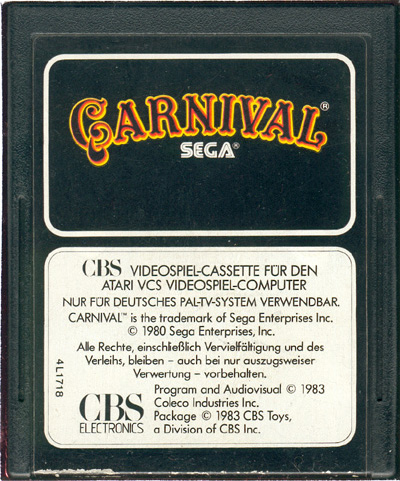 CARNIVAL®
SEGA®
CBS VIDEOSPIEL-CASSETTE FÜR DEN
ATARI VCS VIDEOSPIEL-COMPUTER
NUR FÜR DEUTSCHES PAL-TV-SYSTEM VERWENDBAR.
CARNIVAL™ is the trademark of Sega Enterprises Inc.
© 1980 Sega Enterprises, Inc.
Alle Rechte, einschließlich Vervielfältigung und des
Verleihs, bleiben – auch bei nur auszugsweiser
Verwertung – vorbehalten.
4L1718
CBS
ELECTRONICS
Program and Audiovisual © 1983
Coleco Industries Inc.
Package © 1983 CBS Toys,
a Division of CBS Inc.